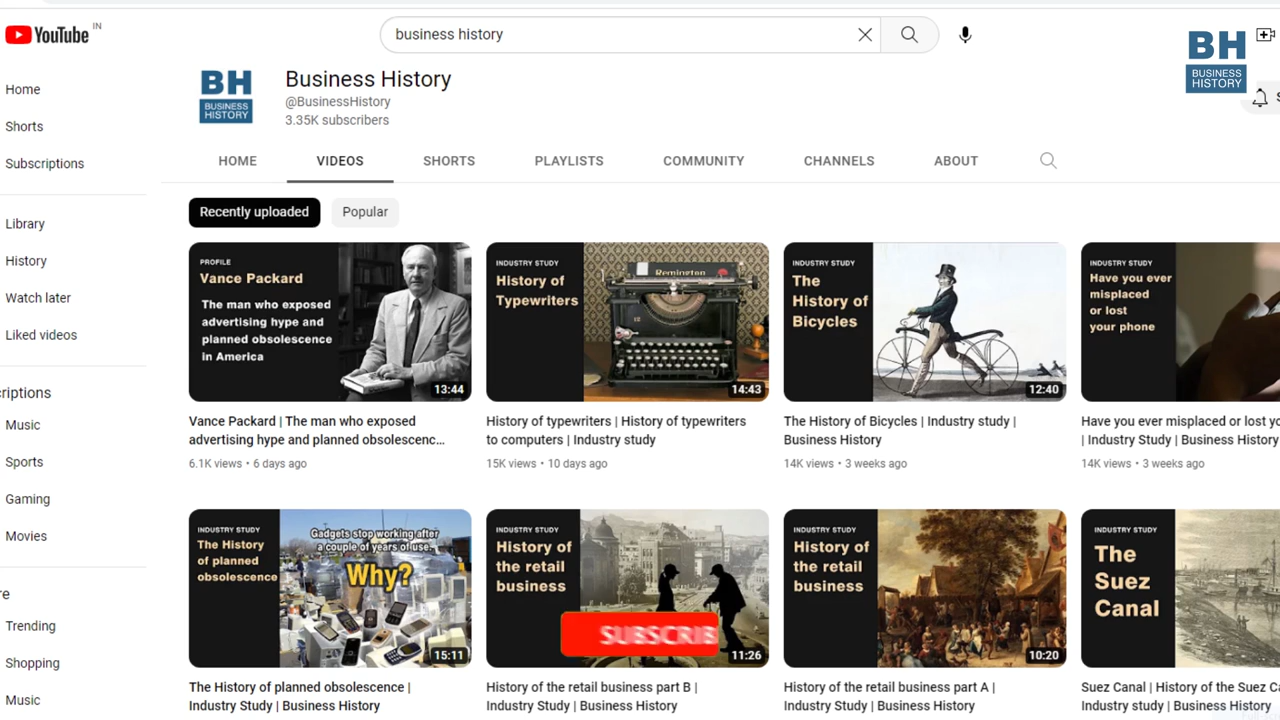 YouTube IN
business history
BH
BUSINESS
HISTORY
BH
BUSINESS
HISTORY
Business History
@BusinessHistory
3.35K subscribers
HOME VIDEOS SHORTS PLAYLISTS COMMUNITY CHANNELS ABOUT
Recently uploaded Popular
Home
Shorts
Subscriptions
Library
History
Watch later
Liked videos
criptions
Music
Sports
Gaming
Movies
re
Trending
Shopping
Music
PROFILE
Vance Packard
The man who exposed
advertising hype and
planned obsolescence
in America
13:44
Vance Packard | The man who exposed
advertising hype and planned obsolescenc...
6.1K views • 6 days ago
INDUSTRY STUDY
History of
Typewriters
Remington
14:43
History of typewriters | History of typewriters
to computers | Industry study
15K views • 10 days ago
INDUSTRY STUDY
The
History of
Bicycles
12:40
The History of Bicycles | Industry study |
Business History
14K views • 3 weeks ago
INDUSTRY STUDY
Have you ever
misplaced
or lost
your phone
Have you ever misplaced or lost yo
| Industry Study | Business History
14K views • 3 weeks ago
INDUSTRY STUDY
The History
of planned
obsolescence
Gadgets stop working after
a couple of years of use.
Why?
15:11
The History of planned obsolescence |
Industry Study | Business History
INDUSTRY STUDY
History of
the retail
business
SUBSCRIB
11:26
History of the retail business part B |
Industry Study | Business History
INDUSTRY STUDY
History of
the retail
business
10:20
History of the retail business part A |
Industry Study | Business History
INDUSTRY STUDY
The
Suez
Canal
Suez Canal | History of the Suez Ca
Industry study | Business History